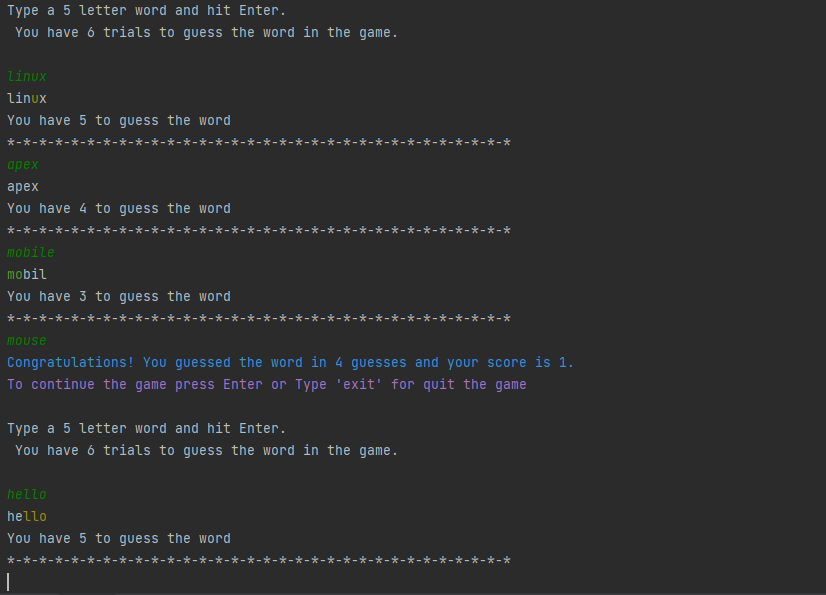 Type a 5 letter word and hit Enter.
You have 6 trials to guess the word in the game.
linux
linux
You have 5 to guess the word
*-*-*-*-*-*-*-*-*-*-*-*-*-*-*-*-*-*-*-*-*-*-*-*-*-*-*-*-*-*-*-*
apex
apex
You have 4 to guess the word
*-*-*-*-*-*-*-*-*-*-*-*-*-*-*-*-*-*-*-*-*-*-*-*-*-*-*-*-*-*-*-*
mobile
mobil
You have 3 to guess the word
*-*-*-*-*-*-*-*-*-*-*-*-*-*-*-*-*-*-*-*-*-*-*-*-*-*-*-*-*-*-*-*
mouse
Congratulations! You guessed the word in 4 guesses and your score is 1.
To continue the game press Enter or Type 'exit' for quit the game
Type a 5 letter word and hit Enter.
You have 6 trials to guess the word in the game.
hello
hello
You have 5 to guess the word
*-*-*-*-*-*-*-*-*-*-*-*-*-*-*-*-*-*-*-*-*-*-*-*-*-*-*-*-*-*-*-*